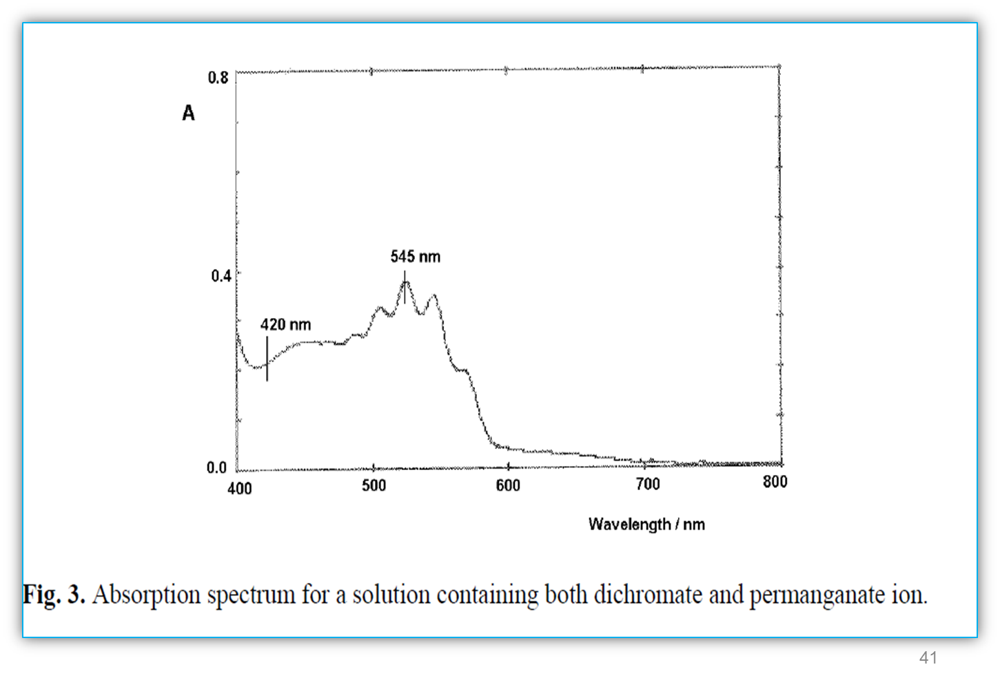 0.8
A
545 nm
0.4
420 nm
0.0
400
500
600
700
800
Wavelength / nm
Fig. 3. Absorption spectrum for a solution containing both dichromate and permanganate ion.
41